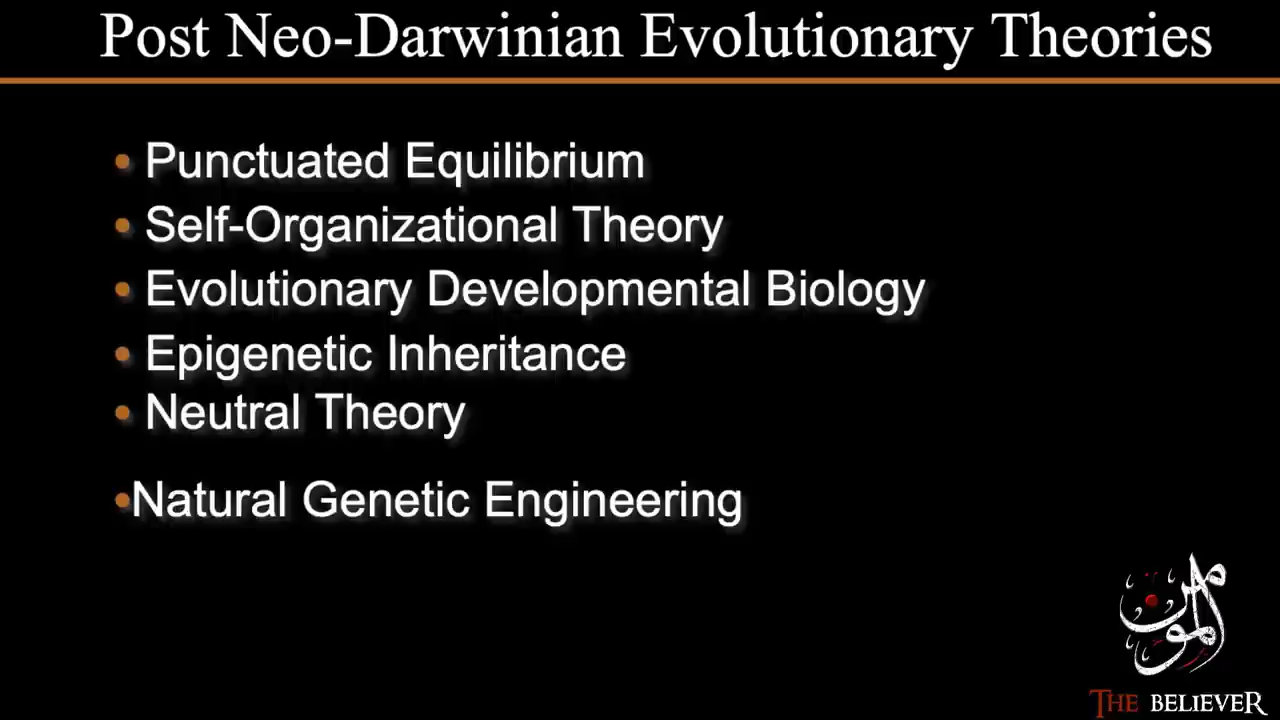 Post Neo-Darwinian Evolutionary Theories
• Punctuated Equilibrium
• Self-Organizational Theory
• Evolutionary Developmental Biology
• Epigenetic Inheritance
• Neutral Theory
•Natural Genetic Engineering
المؤمن
THE BELIEVER